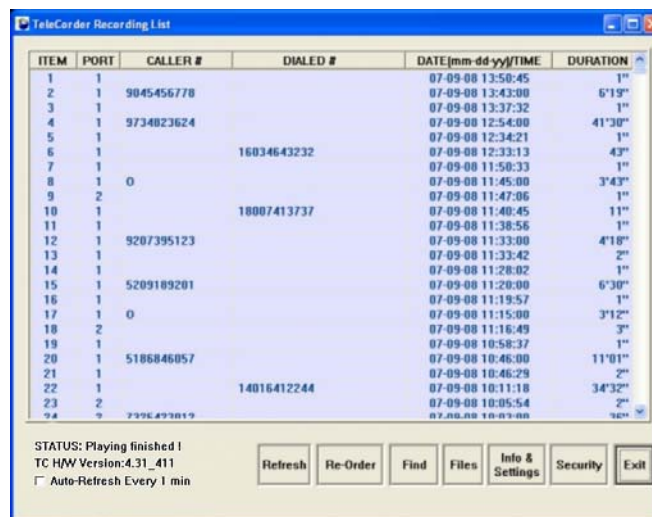 TeleCorder Recording List
ITEM PORT CALLER # DIALED # DATE(mm-dd-yy)/TIME DURATION
1 1 07-09-08 13:50:45 1"
2 1 9045456778 07-09-08 13:43:00 6'19"
3 1 07-09-08 13:37:32 1"
4 1 9734823624 07-09-08 12:54:00 41'30"
5 1 07-09-08 12:34:21 1"
6 1 16034643232 07-09-08 12:33:13 43"
7 1 07-09-08 11:50:33 1"
8 1 O 07-09-08 11:45:00 3'43"
9 2 07-09-08 11:47:06 1"
10 1 18007413737 07-09-08 11:40:45 11"
11 1 07-09-08 11:38:56 1"
12 1 9207395123 07-09-08 11:33:00 4'18"
13 1 07-09-08 11:33:42 2"
14 1 07-09-08 11:28:02 1"
15 1 5209189201 07-09-08 11:20:00 6'30"
16 1 07-09-08 11:19:57 1"
17 1 O 07-09-08 11:15:00 3'12"
18 2 07-09-08 11:16:49 3"
19 1 07-09-08 10:58:37 1"
20 1 5186846057 07-09-08 10:46:00 11'01"
21 1 07-09-08 10:46:29 2"
22 1 14016412244 07-09-08 10:11:18 34'32"
23 2 07-09-08 10:05:54 2"
24 2 7325423012 07-09-08 10:03:00 36"
STATUS: Playing finished !
TC H/W Version:4.31_411
Auto-Refresh Every 1 min
Refresh Re-Order Find Files Info & Settings Security Exit